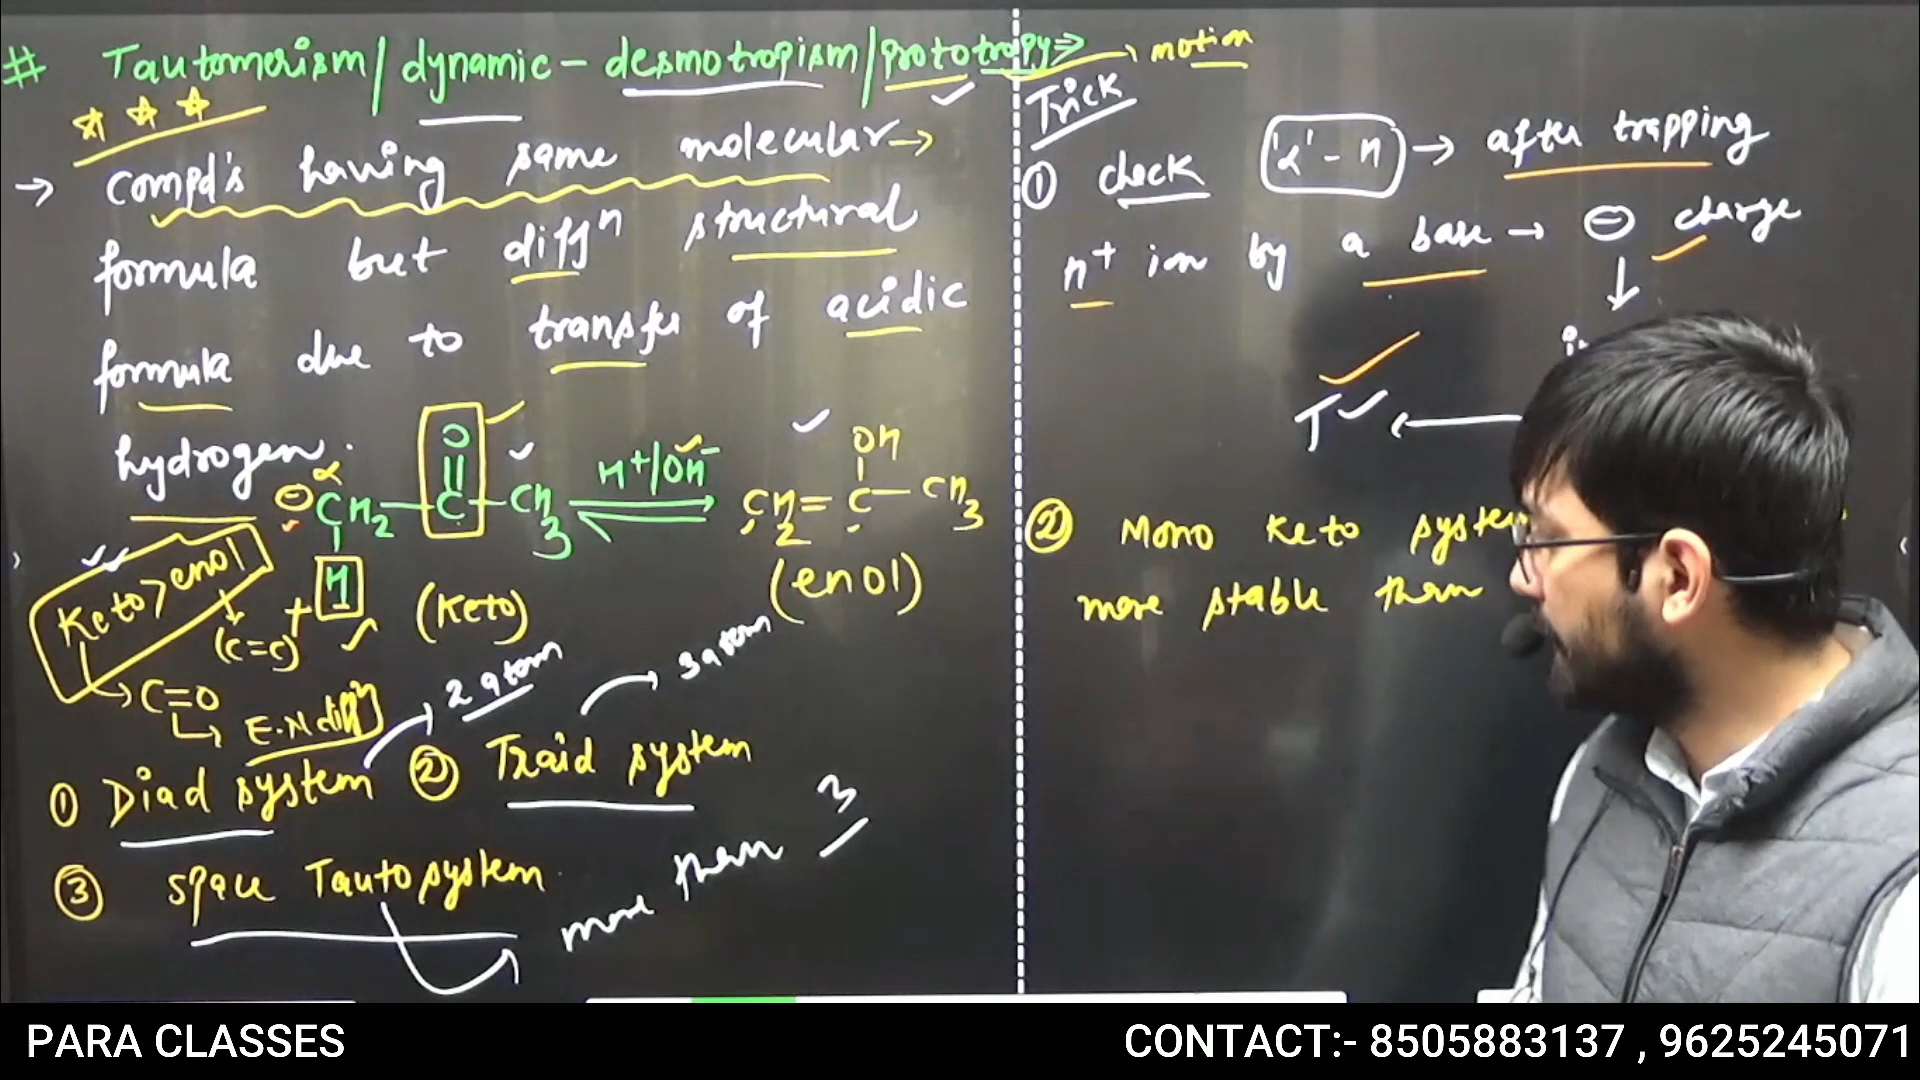 # Tautomerism / dynamic - desmotropism / prototropy ⇒ → motion
→ Compd's having same molecular →
formula but diffⁿ structural
formula due to transfer of acidic
hydrogen.
⊖ α CH2 - C - CH3 H+/OH- CH2 = C - CH3
O OH
+ H (Keto) (enol)
Keto > enol
(C=C)
C=O
E.N diffⁿ
① Diad system → 2 atom ② Traid system → 3 atom
③ space Tauto system more then 3
Trick
① check 'α' - H → after trapping
H+ ion by a base → ⊖ charge
T ✓ ←
② Mono Keto system
more stable then
PARA CLASSES
CONTACT:- 8505883137 , 9625245071